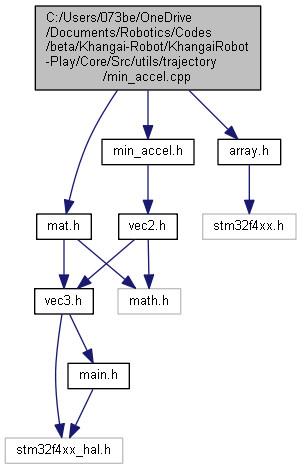 C:/Users/073be/OneDrive
/Documents/Robotics/Codes
/beta/Khangai-Robot/KhangaiRobot
-Play/Core/Src/utils/trajectory
/min_accel.cpp
min_accel.h
array.h
mat.h
vec2.h
stm32f4xx.h
vec3.h
math.h
main.h
stm32f4xx_hal.h